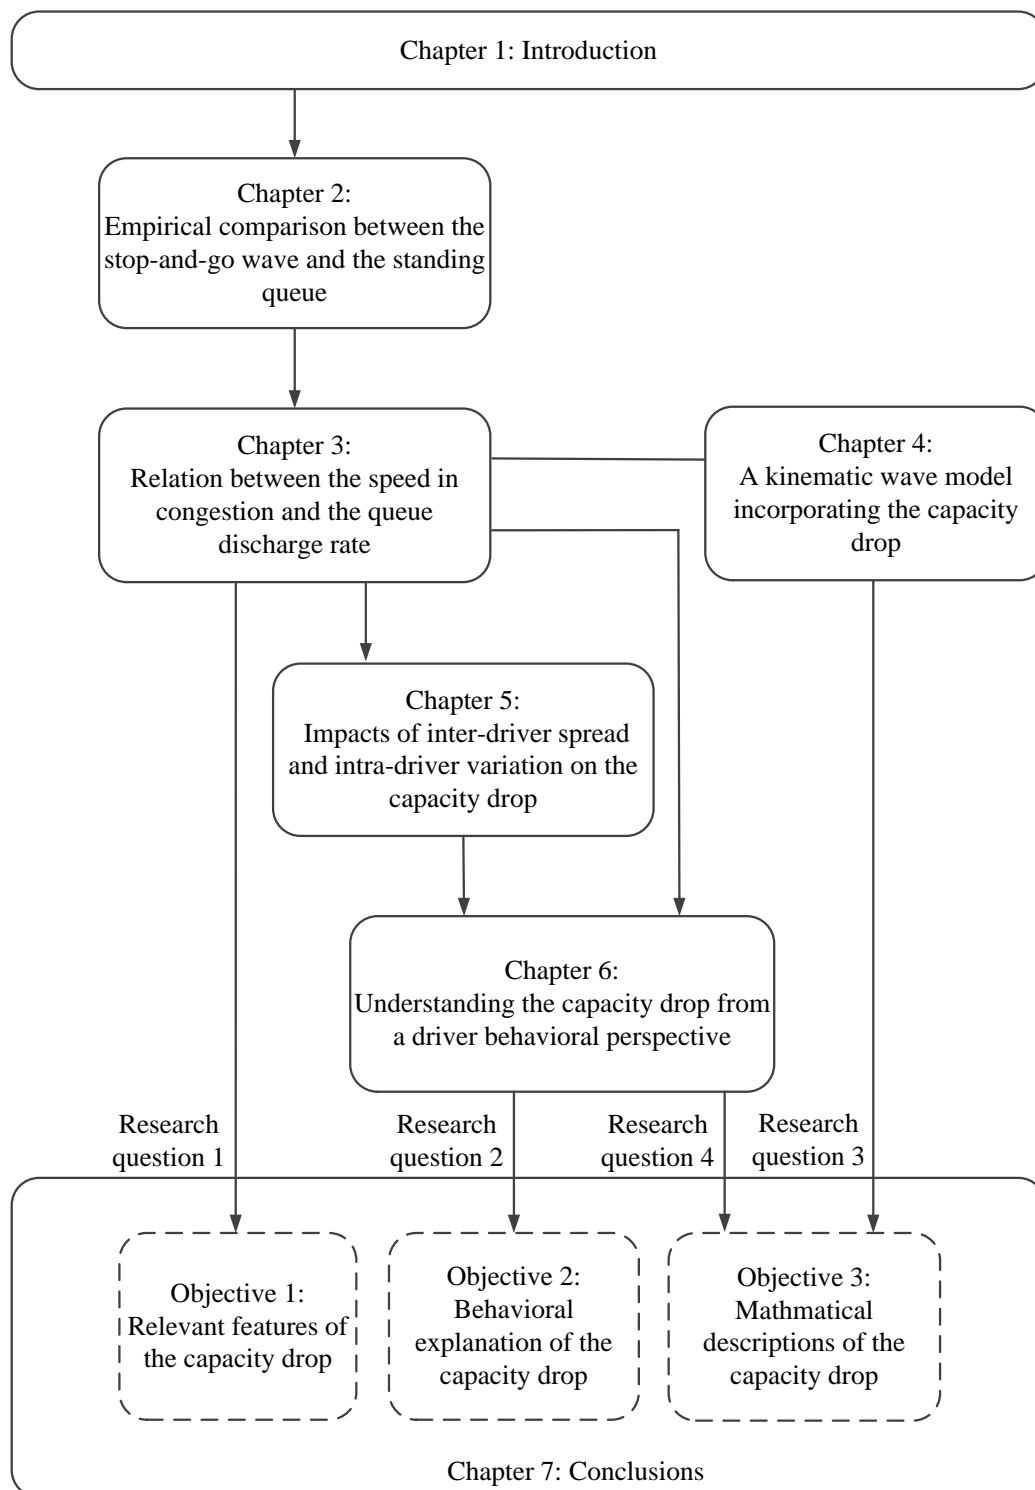 Chapter 1: Introduction
Chapter 2:
Empirical comparison between the
stop-and-go wave and the standing
queue
Chapter 3:
Relation between the speed in
congestion and the queue
discharge rate
Chapter 4:
A kinematic wave model
incorporating the capacity
drop
Chapter 5:
Impacts of inter-driver spread
and intra-driver variation on the
capacity drop
Chapter 6:
Understanding the capacity drop from
a driver behavioral perspective
Research
question 1
Research
question 2
Research
question 4
Research
question 3
Objective 1:
Relevant features of
the capacity drop
Objective 2:
Behavioral
explanation of the
capacity drop
Objective 3:
Mathmatical
descriptions of the
capacity drop
Chapter 7: Conclusions